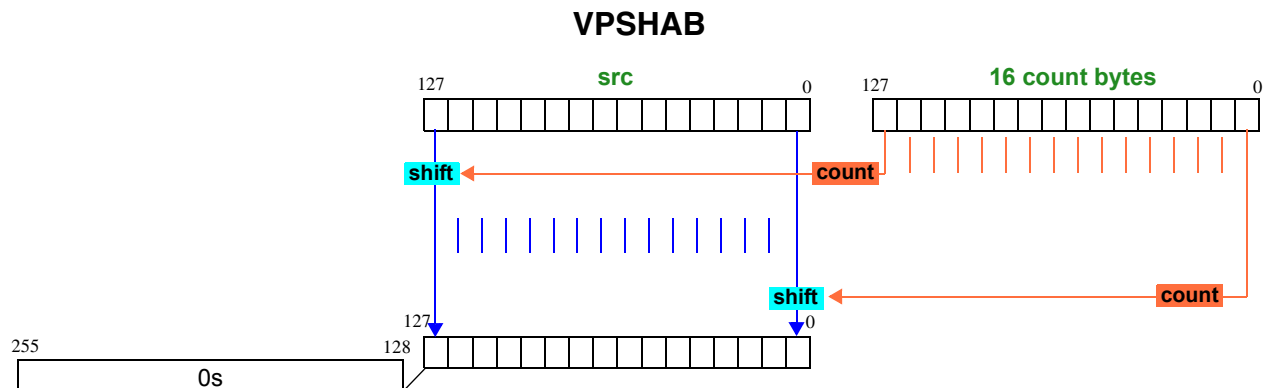 VPSHAB
src 16 count bytes
127 0 127 0
shift count
shift count
127 0
255 128
0s